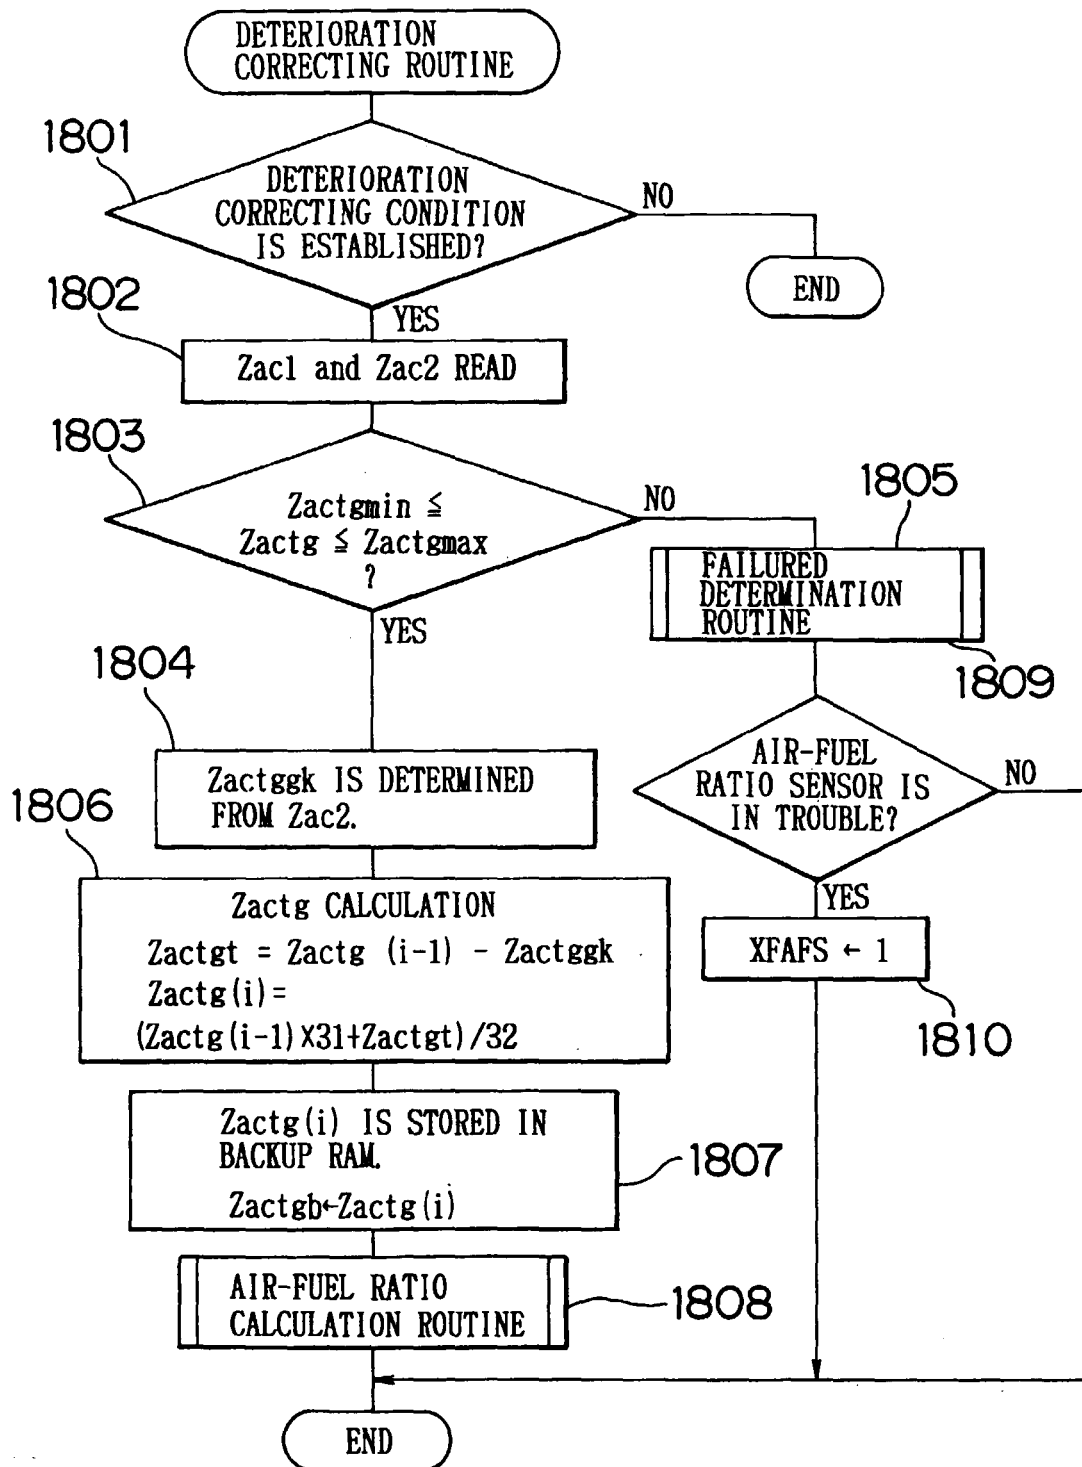 DETERIORATION
CORRECTING ROUTINE
1801
DETERIORATION
CORRECTING CONDITION
IS ESTABLISHED?
NO
END
YES
1802
Zac1 and Zac2 READ
1803
Zactgmin ≦
Zactg ≦ Zactgmax
?
NO
YES
1805
FAILURED
DETERMINATION
ROUTINE
1809
1804
Zactggk IS DETERMINED
FROM Zac2.
AIR-FUEL
RATIO SENSOR IS
IN TROUBLE?
NO
YES
1806
Zactg CALCULATION
Zactgt = Zactg (i-1) - Zactggk
Zactg(i)=
(Zactg(i-1)X31+Zactgt)/32
XFAFS ← 1
1810
Zactg(i) IS STORED IN
BACKUP RAM.
Zactgb←Zactg(i)
1807
AIR-FUEL RATIO
CALCULATION ROUTINE
1808
END